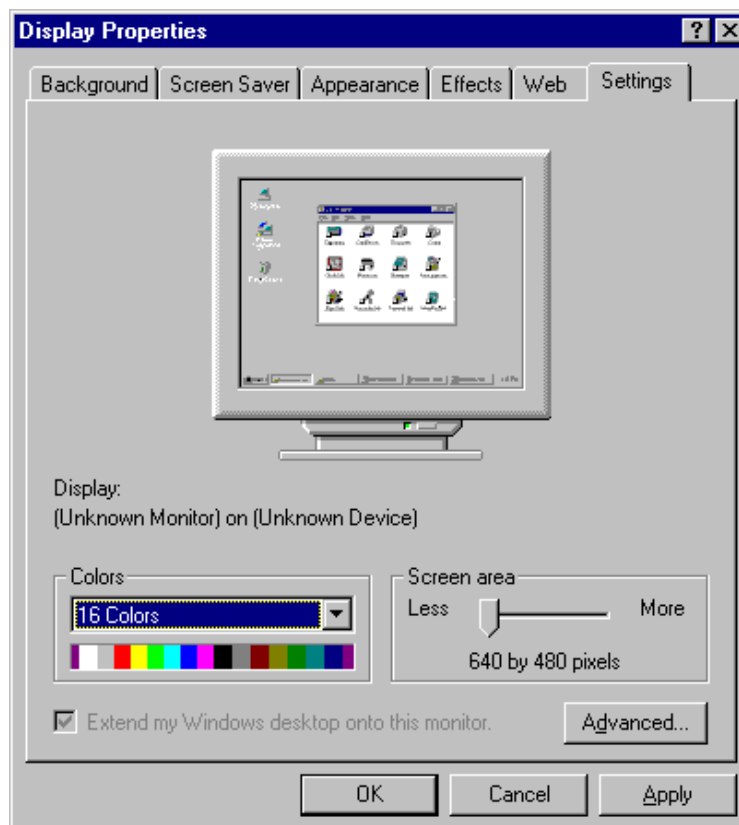 Display Properties
Background Screen Saver Appearance Effects Web Settings
Display:
(Unknown Monitor) on (Unknown Device)
Colors
16 Colors
Screen area
Less More
640 by 480 pixels
Extend my Windows desktop onto this monitor.
Advanced...
OK Cancel Apply